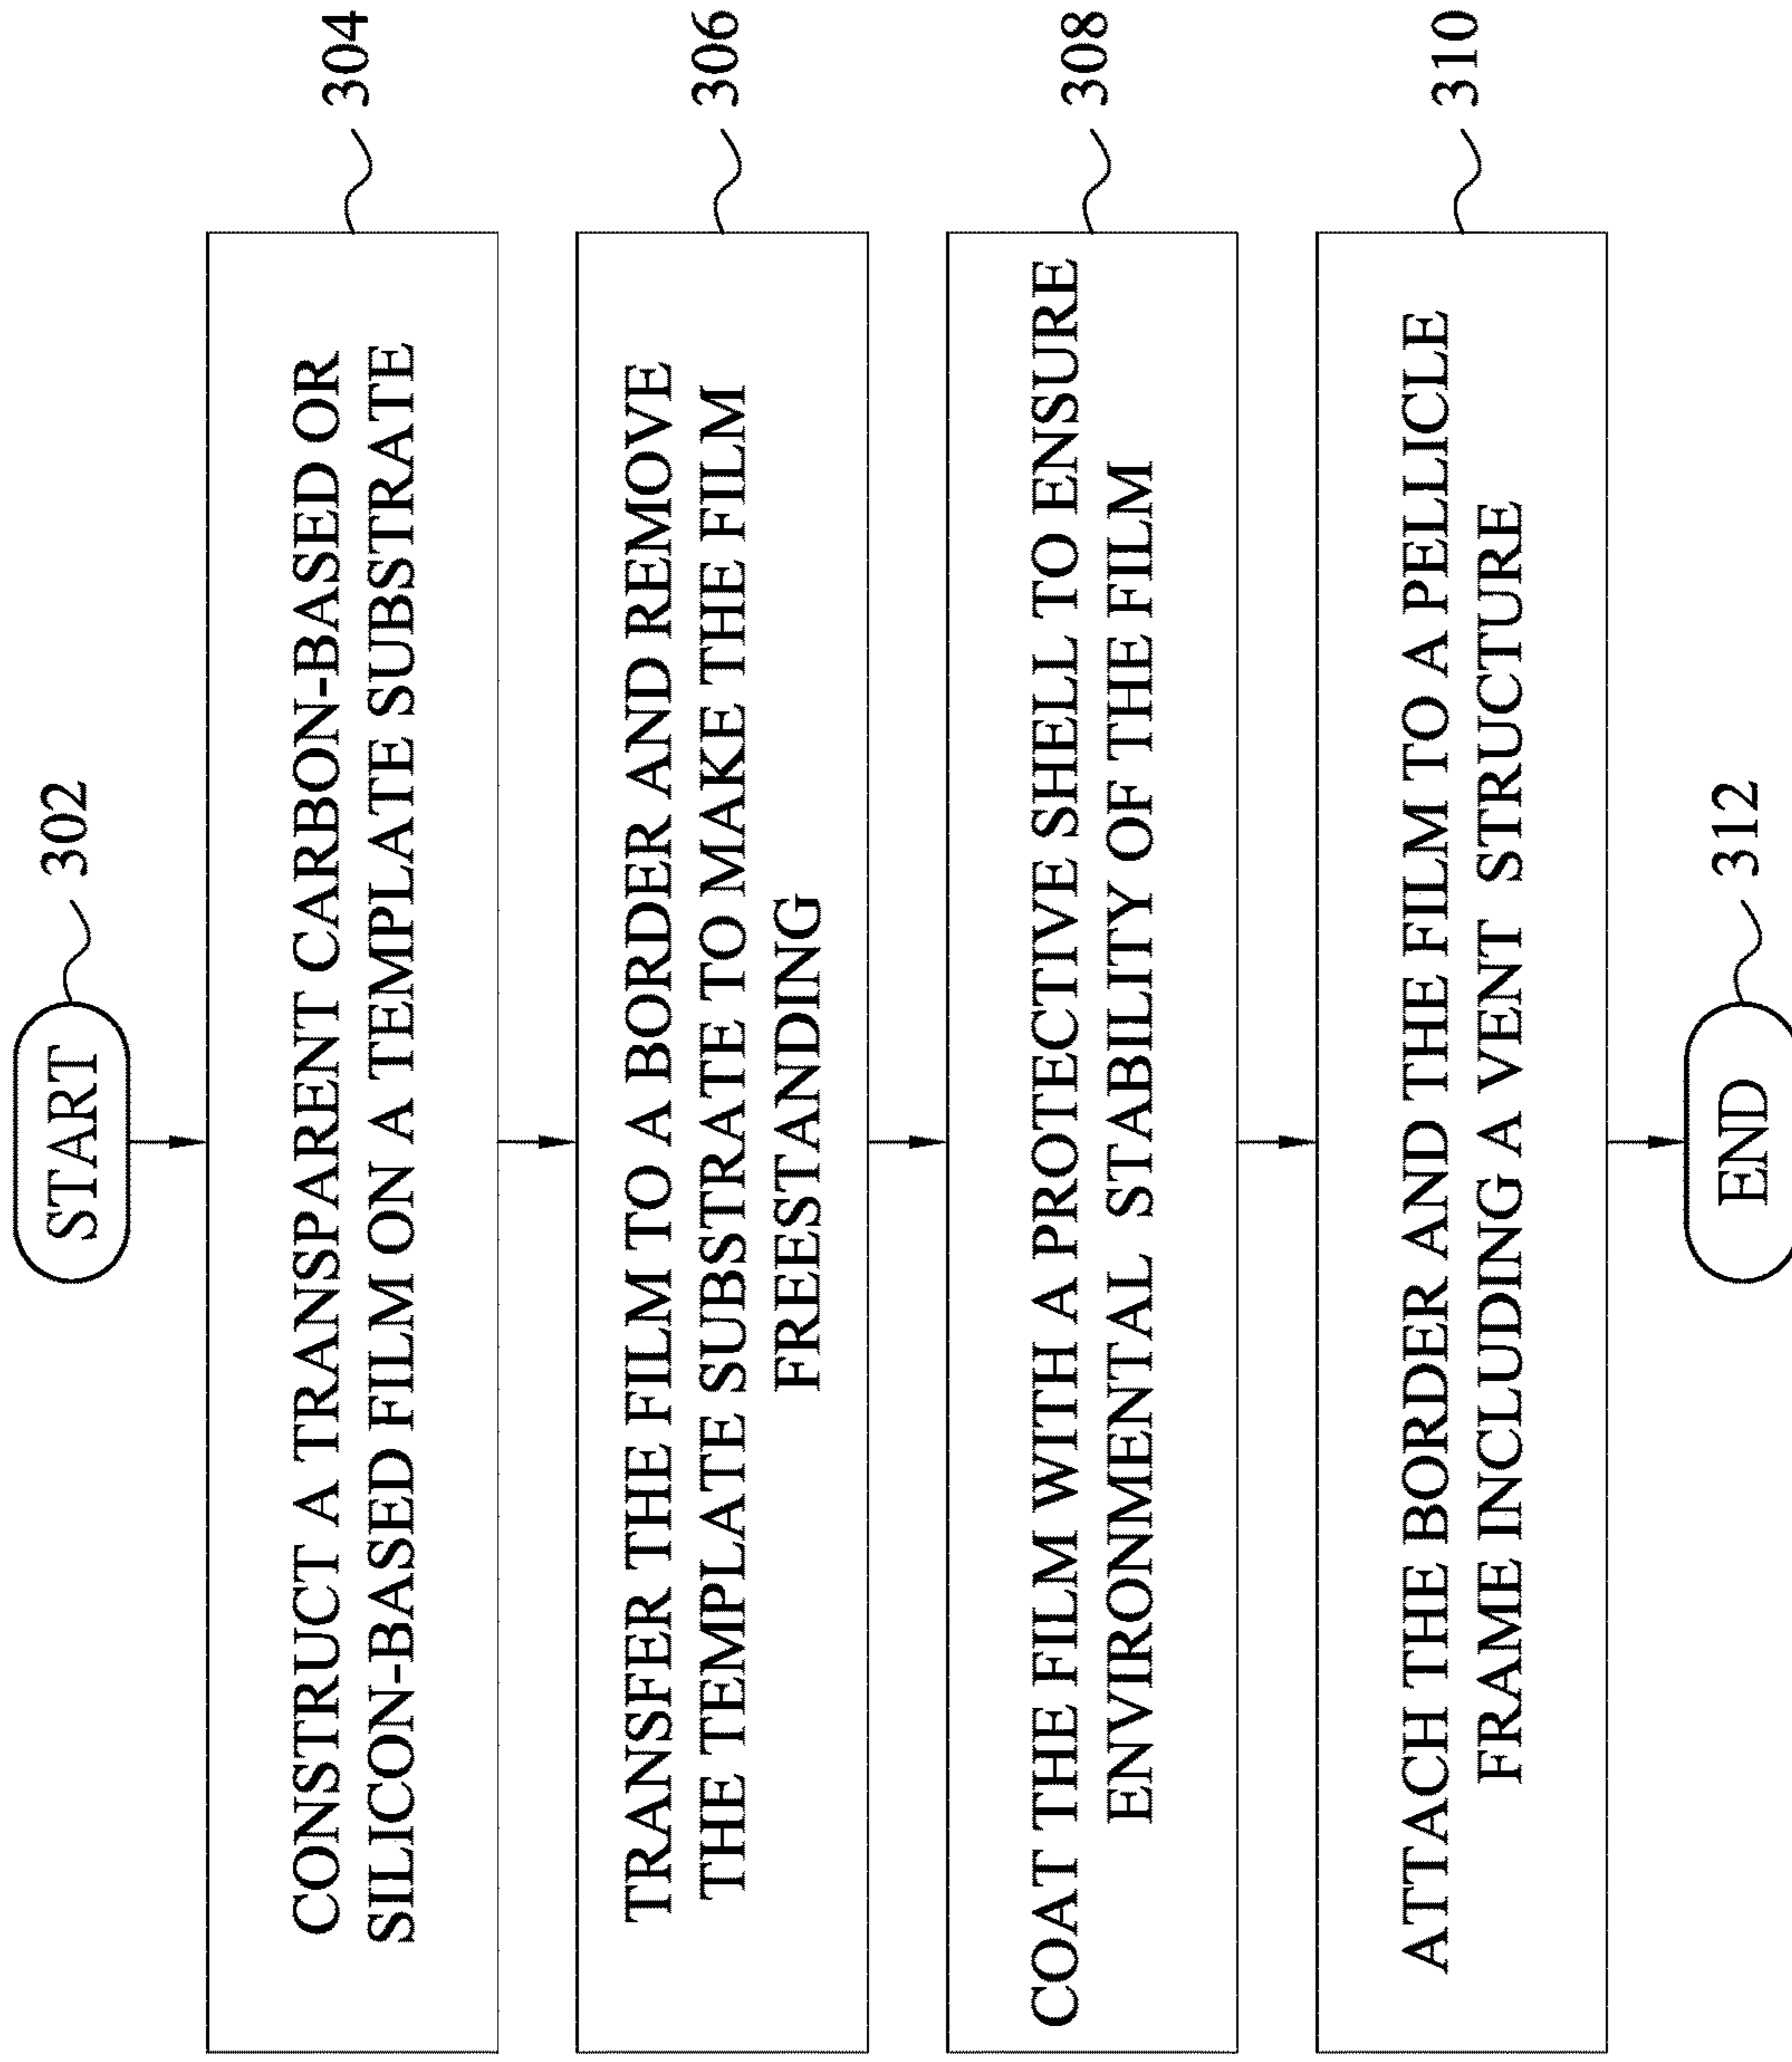 START
302
CONSTRUCT A TRANSPARENT CARBON-BASED OR
SILICON-BASED FILM ON A TEMPLATE SUBSTRATE
304
TRANSFER THE FILM TO A BORDER AND REMOVE
THE TEMPLATE SUBSTRATE TO MAKE THE FILM
FREESTANDING
306
COAT THE FILM WITH A PROTECTIVE SHELL TO ENSURE
ENVIRONMENTAL STABILITY OF THE FILM
308
ATTACH THE BORDER AND THE FILM TO A PELLICLE
FRAME INCLUDING A VENT STRUCTURE
310
END
312